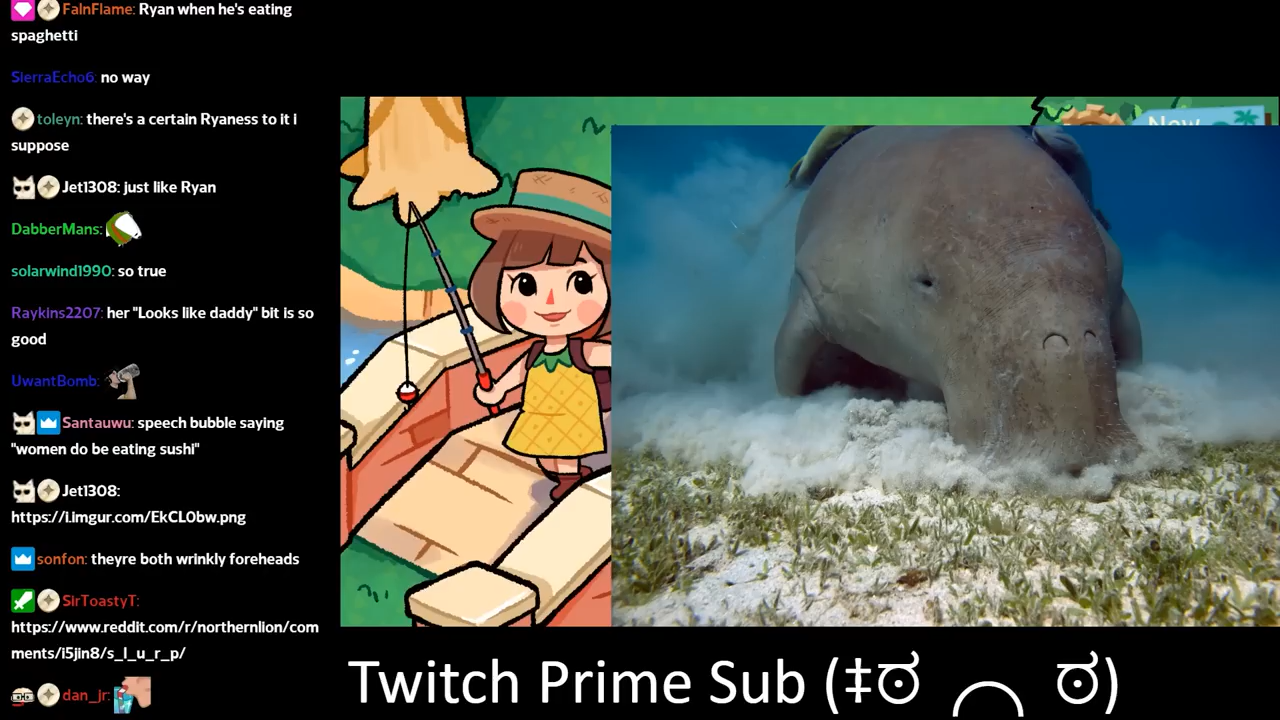 FalnFlame: Ryan when he's eating
spaghetti
SierraEcho6: no way
toleyn: there's a certain Ryaness to it i
suppose
Jet1308: just like Ryan
DabberMans:
solarwind1990: so true
Raykins2207: her "Looks like daddy" bit is so
good
UwantBomb:
Santauwu: speech bubble saying
"women do be eating sushi"
Jet1308:
https://i.imgur.com/EkCL0bw.png
sonfon: theyre both wrinkly foreheads
SirToastyT:
https://www.reddit.com/r/northernlion/com
ments/i5jin8/s_l_u_r_p/
dan_jr:
New
Twitch Prime Sub (‡ಠ ︵ ಠ)